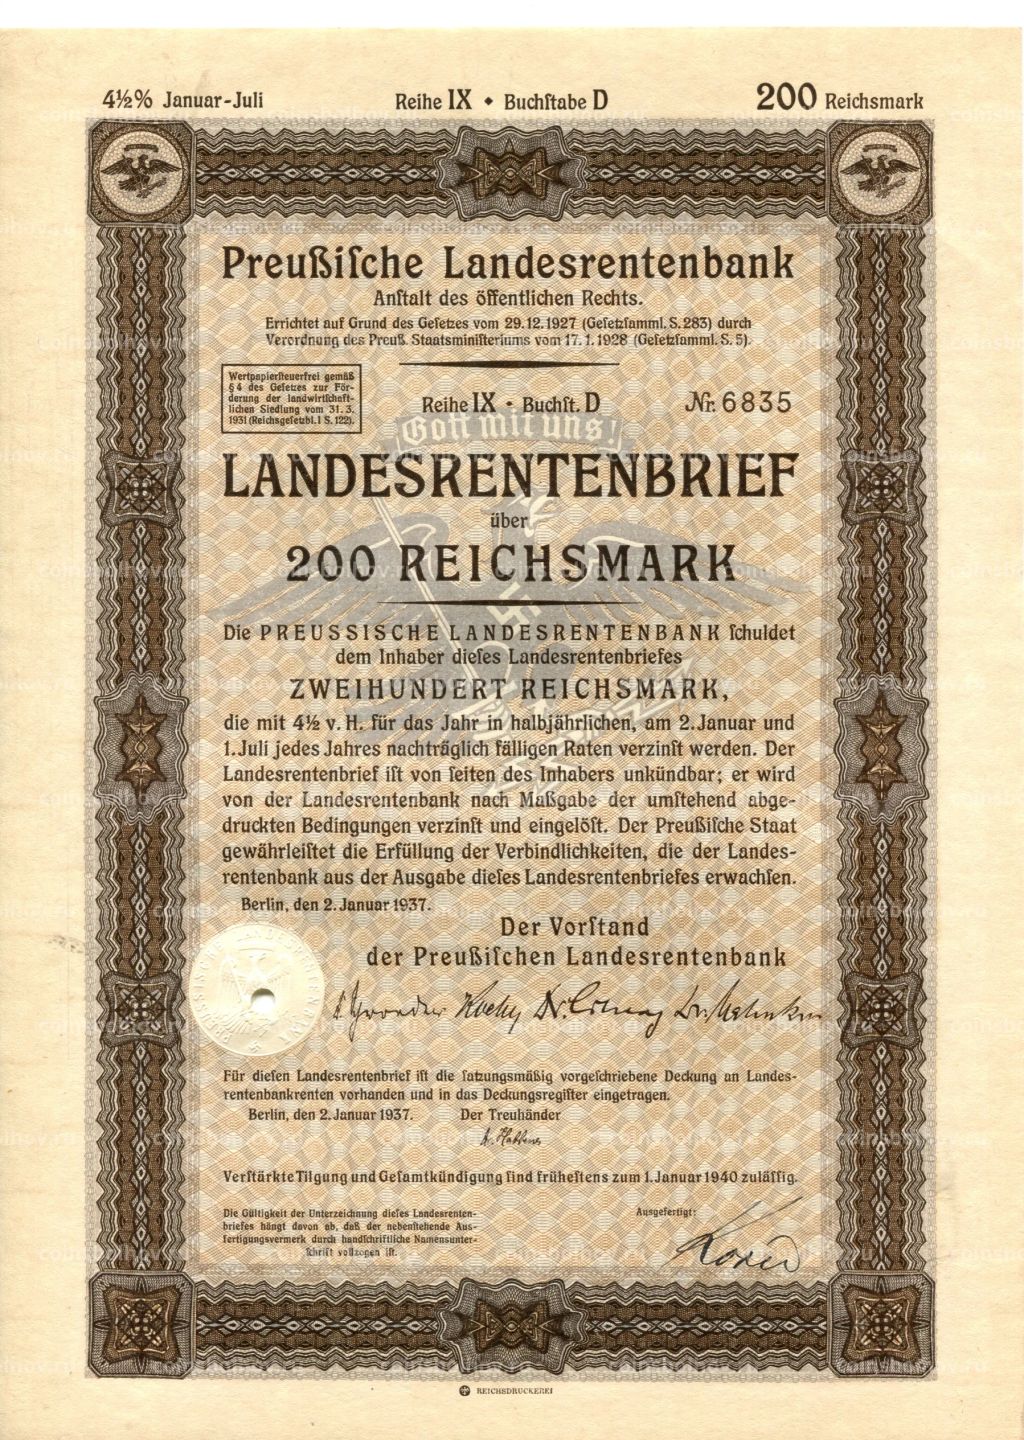 4½% Januar-Juli
Reihe IX • Buchſtabe D
200 Reichsmark
Preußiſche Landesrentenbank
Anſtalt des öffentlichen Rechts.
Errichtet auf Grund des Geſetzes vom 29.12.1927 (Geſetzſamml. S. 283) durch
Verordnung des Preuß. Staatsminiſteriums vom 17.1.1928 (Geſetzſamml. S. 5).
Wertpapierſteuerfrei gemäß
§ 4 des Geſetzes zur För-
derung der landwirtſchaft-
lichen Siedlung vom 31. 3.
1931 (Reichsgeſetzbl. I S. 122).
Reihe IX • Buchſt. D
Nr. 6835
Gott mit uns!
LANDESRENTENBRIEF
über
200 REICHSMARK
Die PREUSSISCHE LANDESRENTENBANK ſchuldet
dem Inhaber dieſes Landesrentenbriefes
ZWEIHUNDERT REICHSMARK,
die mit 4½ v. H. für das Jahr in halbjährlichen, am 2. Januar und
1. Juli jedes Jahres nachträglich fälligen Raten verzinſt werden. Der
Landesrentenbrief iſt von ſeiten des Inhabers unkündbar; er wird
von der Landesrentenbank nach Maßgabe der umſtehend abge-
druckten Bedingungen verzinſt und eingelöſt. Der Preußiſche Staat
gewährleiſtet die Erfüllung der Verbindlichkeiten, die der Landes-
rentenbank aus der Ausgabe dieſes Landesrentenbriefes erwachſen.
Berlin, den 2. Januar 1937.
Der Vorſtand
der Preußiſchen Landesrentenbank
PREUSSISCHE LANDESRENTENBANK
Für dieſen Landesrentenbrief iſt die ſatzungsmäßig vorgeſchriebene Deckung an Landes-
rentenbankrenten vorhanden und in das Deckungsregiſter eingetragen.
Berlin, den 2. Januar 1937.
Der Treuhänder
Verſtärkte Tilgung und Geſamtkündigung ſind früheſtens zum 1. Januar 1940 zuläſſig.
Die Gültigkeit der Unterzeichnung dieſes Landesrenten-
briefes hängt davon ab, daß der nebenſtehende Aus-
fertigungsvermerk durch handſchriftliche Namensunter-
ſchrift vollzogen iſt.
Ausgefertigt:
REICHSDRUCKEREI
coinsbolhov.ru